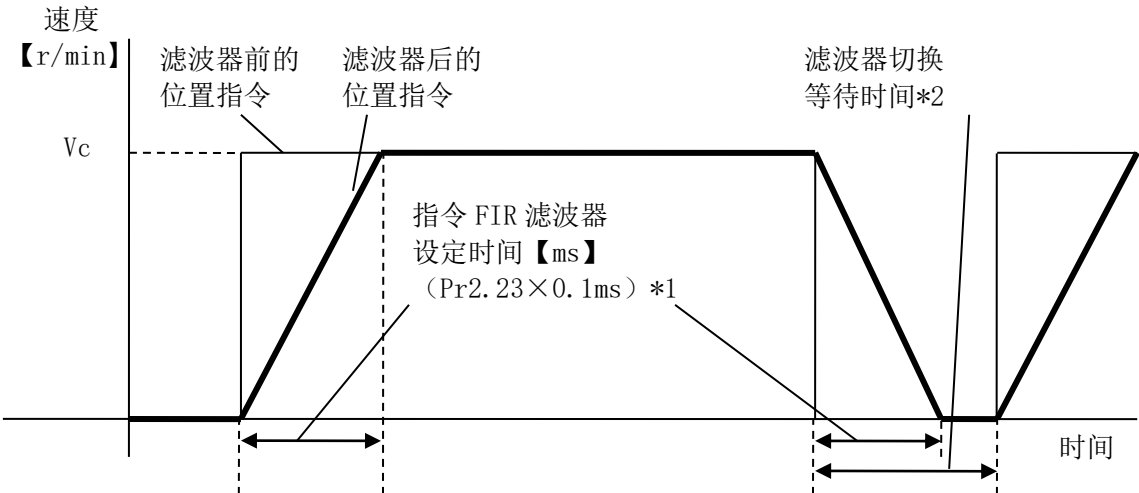 速度
【r/min】
滤波器前的
位置指令
滤波器后的
位置指令
滤波器切换
等待时间*2
Vc
指令 FIR 滤波器
设定时间【ms】
（Pr2.23×0.1ms）*1
时间